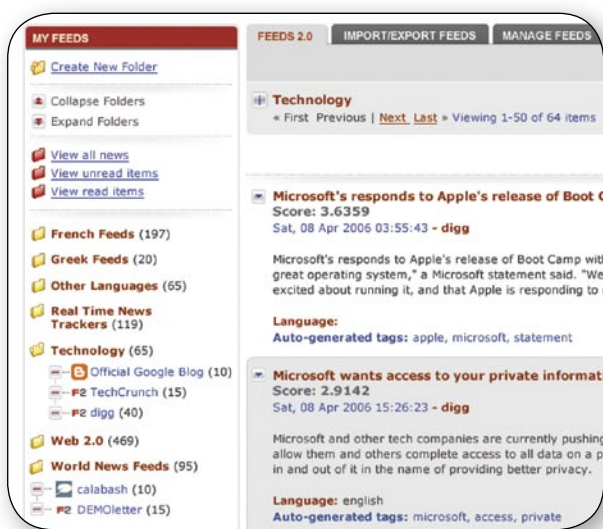 MY FEEDS
Create New Folder
Collapse Folders
Expand Folders
View all news
View unread items
View read items
French Feeds (197)
Greek Feeds (20)
Other Languages (65)
Real Time News
Trackers (119)
Technology (65)
Official Google Blog (10)
F2 TechCrunch (15)
F2 digg (40)
Web 2.0 (469)
World News Feeds (95)
calabash (10)
F2 DEMOletter (15)
FEEDS 2.0 IMPORT/EXPORT FEEDS MANAGE FEEDS
Technology
« First Previous | Next Last » Viewing 1-50 of 64 items
Microsoft's responds to Apple's release of Boot
Score: 3.6359
Sat, 08 Apr 2006 03:55:43 - digg
Microsoft's responds to Apple's release of Boot Camp
great operating system," a Microsoft statement said. "We
excited about running it, and that Apple is responding to
Language:
Auto-generated tags: apple, microsoft, statement
Microsoft wants access to your private
Score: 2.9142
Sat, 08 Apr 2006 15:26:23 - digg
Microsoft and other tech companies are currently pushing
allow them and others complete access to all data on a
in and out of it in the name of providing better privacy.
Language: english
Auto-generated tags: microsoft, access, private